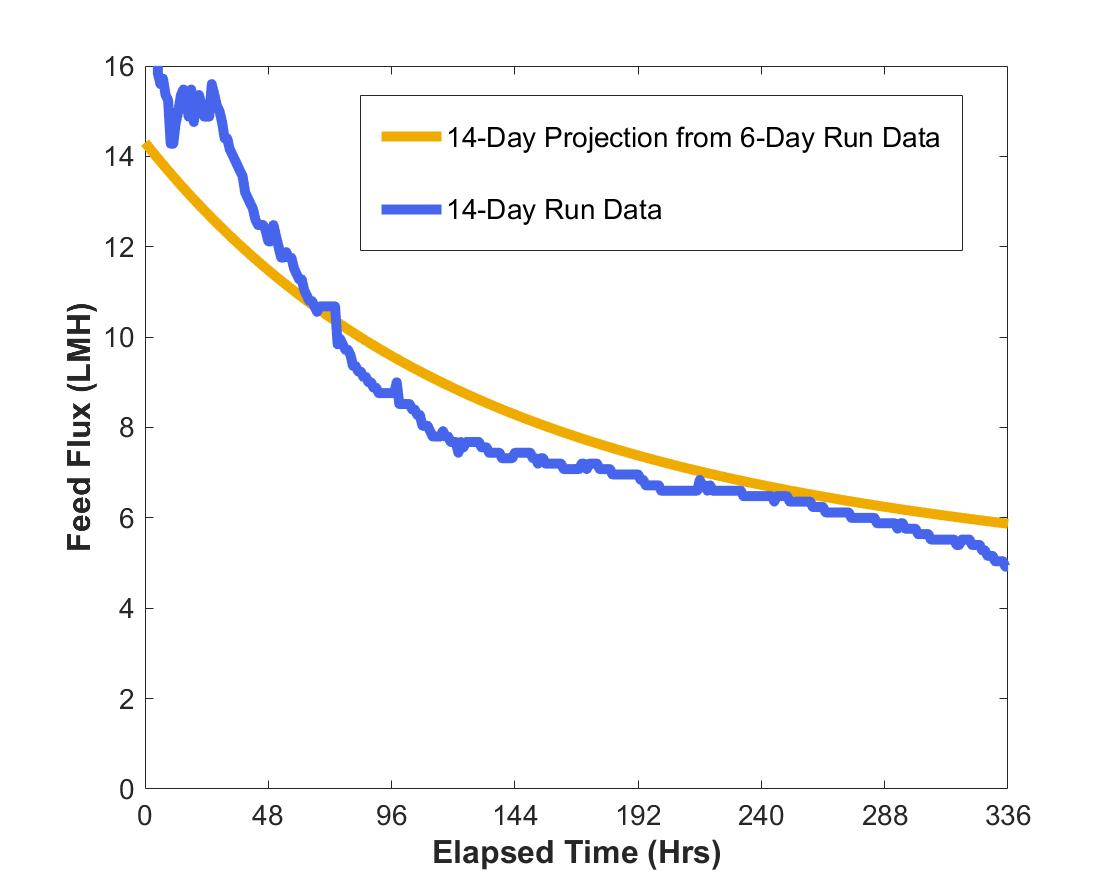 16
14
12
10
8
6
4
2
0
14-Day Projection from 6-Day Run Data
14-Day Run Data
Feed Flux (LMH)
0 48 96 144 192 240 288 336
Elapsed Time (Hrs)